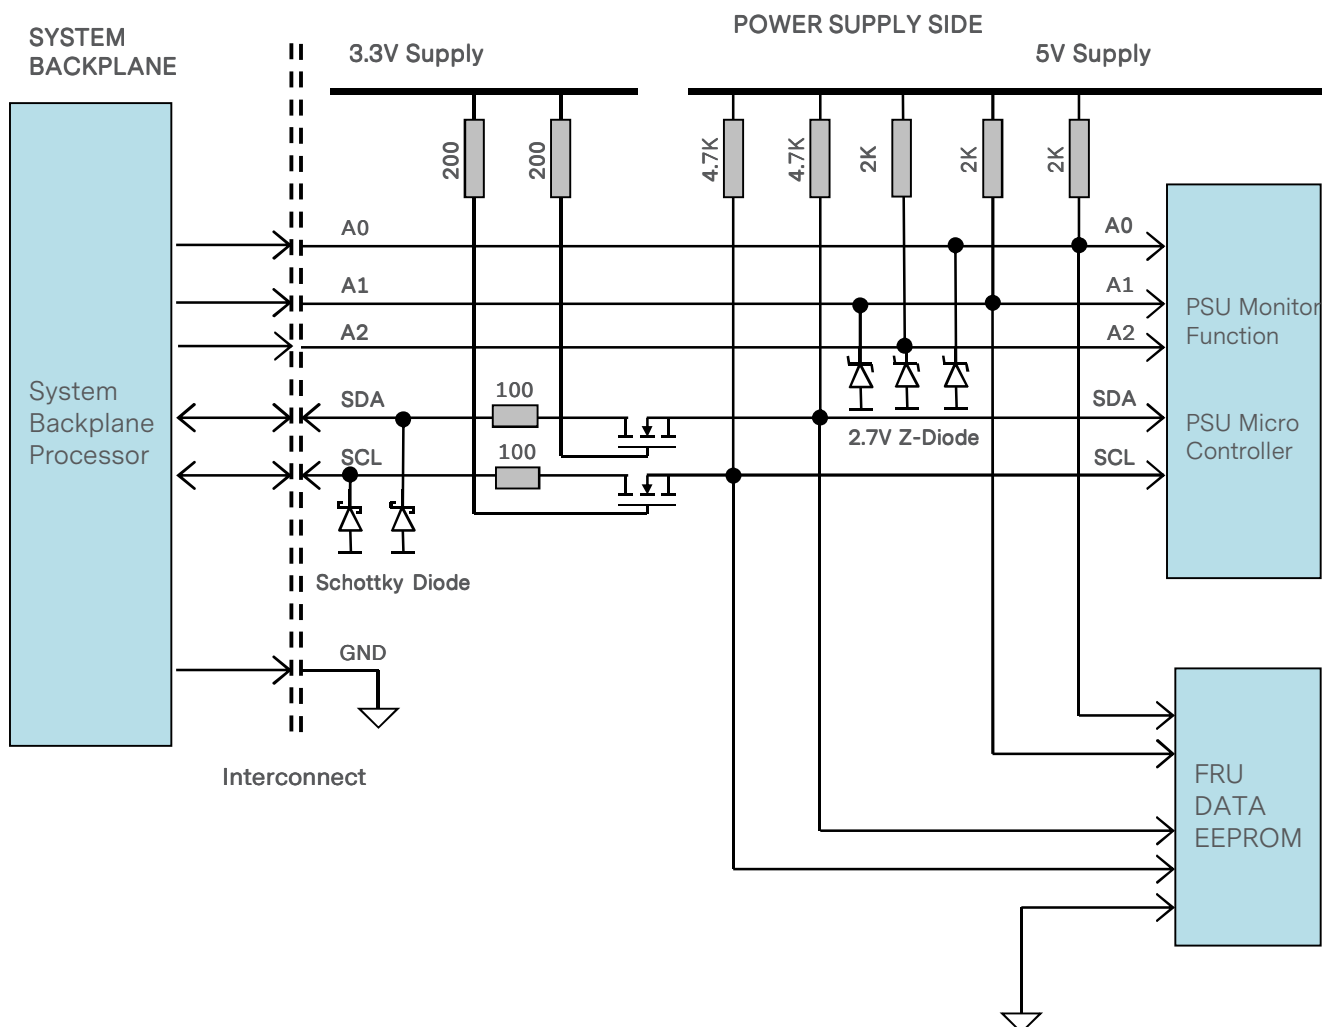 POWER SUPPLY SIDE
SYSTEM
BACKPLANE
3.3V Supply
5V Supply
200
200
4.7K
4.7K
2K
2K
2K
A0
A0
A1
A1
A2
A2
PSU Monitor
Function
System
Backplane
Processor
100
SDA
SDA
PSU Micro
Controller
2.7V Z-Diode
100
SCL
SCL
Schottky Diode
GND
Interconnect
FRU
DATA
EEPROM